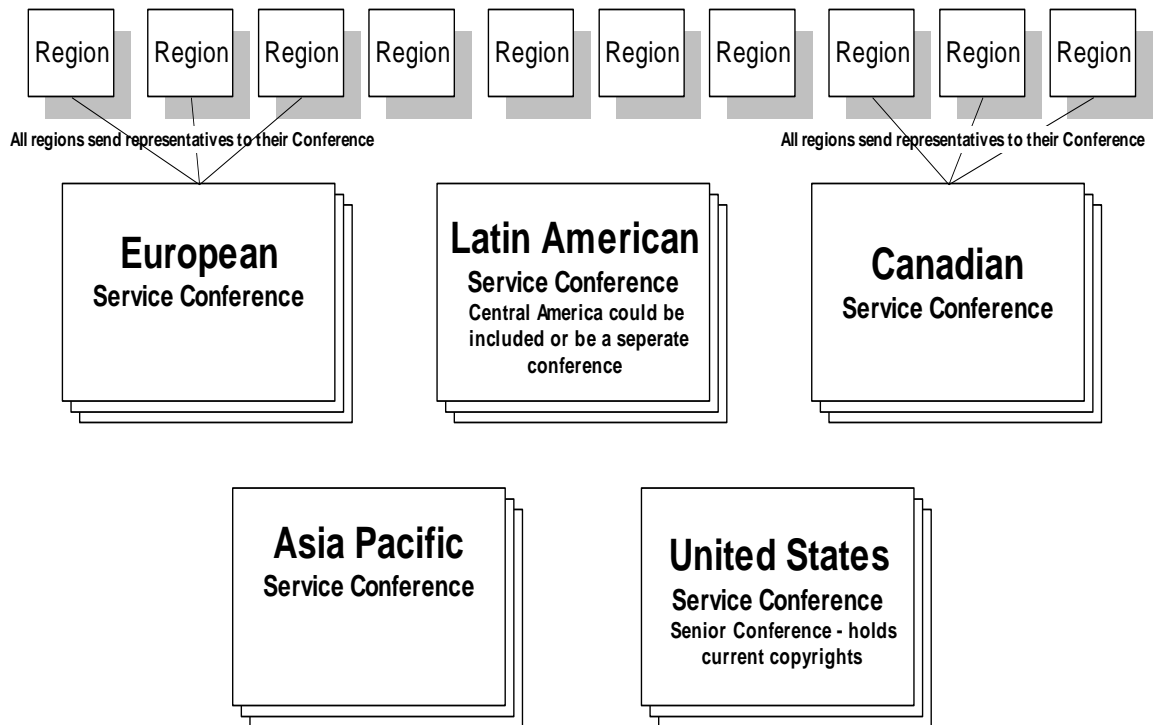 Region Region Region Region Region Region Region Region Region Region
All regions send representatives to their Conference
All regions send representatives to their Conference
European
Service Conference
Latin American
Service Conference
Central America could be
included or be a seperate
conference
Canadian
Service Conference
Asia Pacific
Service Conference
United States
Service Conference
Senior Conference - holds
current copyrights